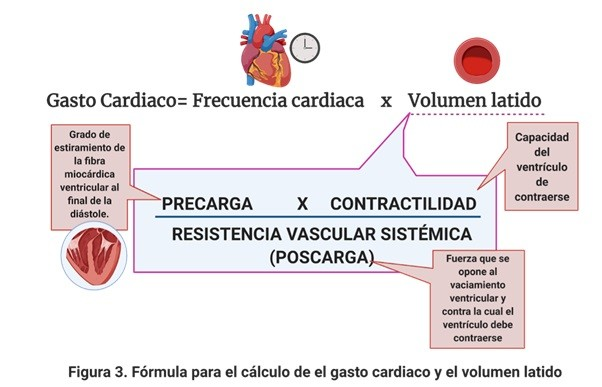 Gasto Cardiaco= Frecuencia cardiaca x Volumen latido
Grado de
estiramiento de
la fibra
miocárdica
ventricular al
final de la
diástole.
Capacidad
del
ventrículo
de
contraerse
PRECARGA X CONTRACTILIDAD
RESISTENCIA VASCULAR SISTÉMICA
(POSCARGA)
Fuerza que se
opone al
vaciamiento
ventricular y
contra la cual el
ventrículo debe
contraerse
Figura 3. Fórmula para el cálculo de el gasto cardiaco y el volumen latido